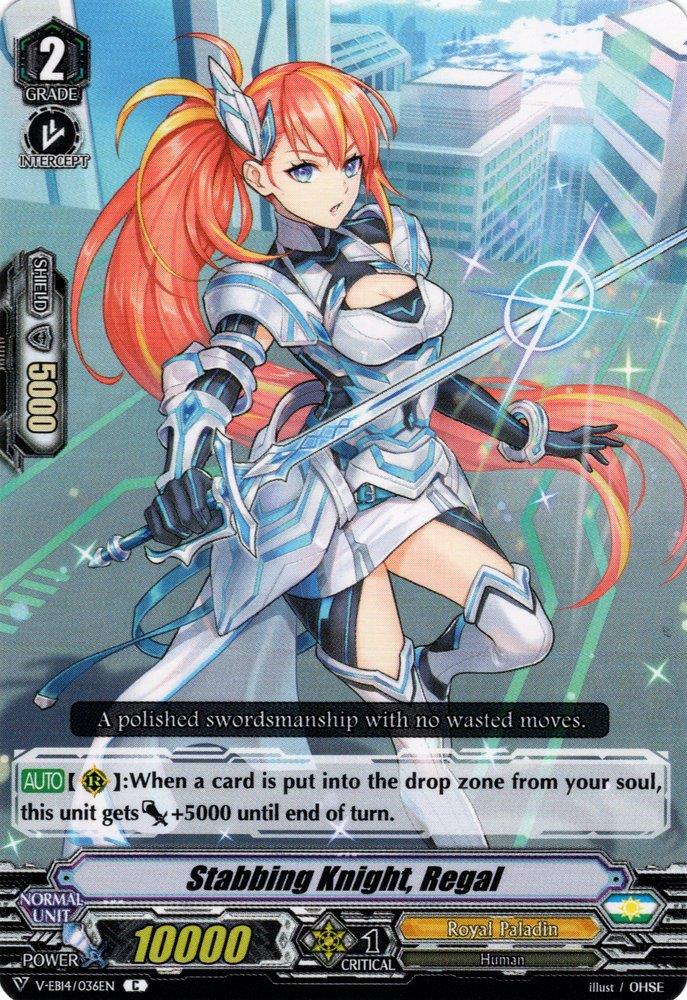 2
GRADE
INTERCEPT
SHIELD
5000
A polished swordsmanship with no wasted moves.
AUTO [ R ]:When a card is put into the drop zone from your soul,
this unit gets +5000 until end of turn.
Stabbing Knight, Regal
NORMAL
UNIT
POWER
10000
1
CRITICAL
Royal Paladin
Human
V-EB14/036EN C
illust / OHSE